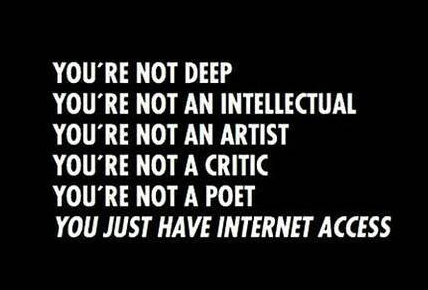 YOU´RE NOT DEEP
YOU´RE NOT AN INTELLECTUAL
YOU´RE NOT AN ARTIST
YOU´RE NOT A CRITIC
YOU´RE NOT A POET
YOU JUST HAVE INTERNET ACCESS